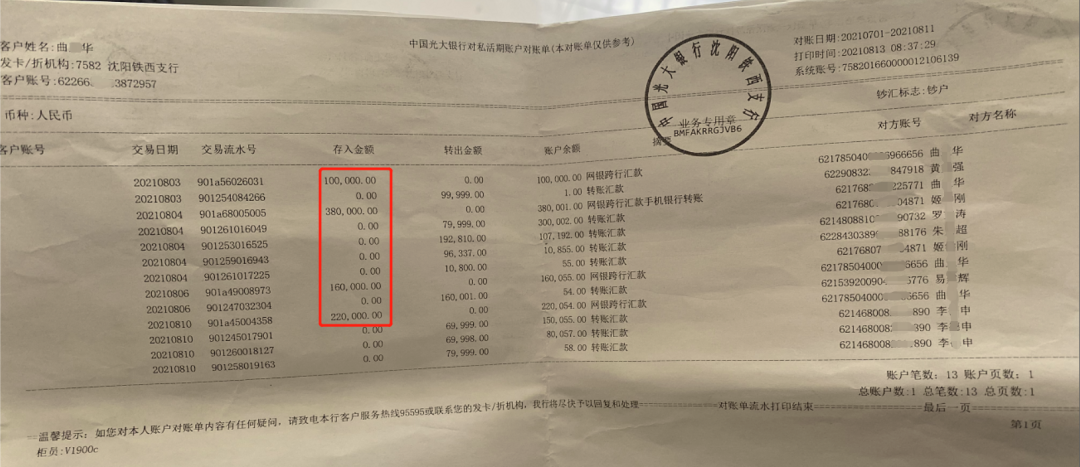 中国光大银行对私活期账户对账单(本对账单仅供参考)
客户姓名:曲 华
发卡/折机构:7582 沈阳铁西支行
客户账号:62266 3872957
对账日期:20210701-20210811
打印时间:20210813 08:37:29
系统账号:75820166000012106139
币种:人民币
钞汇标志:钞户
中国光大银行沈阳铁西支行
业务专用章
BMFAKRRGJVB6
客户账号 交易日期 交易流水号 存入金额 转出金额 账户余额 摘要 对方账号 对方名称
20210803 901a56026031 100,000.00 0.00 100,000.00 网银跨行汇款 621785040 966656 曲 华
20210803 901254084266 0.00 99,999.00 1.00 转账汇款 62290832 847918 黄 强
20210804 901a68005005 380,000.00 0.00 380,001.00 网银跨行汇款手机银行转账 621768 225771 曲 华
20210804 901261016049 0.00 79,999.00 300,002.00 转账汇款 6217680 04871 姬 刚
20210804 901253016525 0.00 192,810.00 107,192.00 转账汇款 62148088 90732 罗 涛
20210804 901259016943 0.00 96,337.00 10,855.00 转账汇款 622843038 88176 朱 超
20210804 901261017225 0.00 10,800.00 55.00 转账汇款 62176807 4871 姬 刚
20210806 901a49008973 160,000.00 0.00 160,055.00 网银跨行汇款 621785040 5656 曲 华
20210806 901247032304 0.00 160,001.00 54.00 转账汇款 62153920090 5776 易 辉
20210810 901a45004358 220,000.00 0.00 220,054.00 网银跨行汇款 621785040 5656 曲 华
20210810 901245017901 0.00 69,999.00 150,055.00 转账汇款 621468008 890 李 申
20210810 901260018127 0.00 69,998.00 80,057.00 转账汇款 621468008 390 李 申
20210810 901258019163 0.00 79,999.00 58.00 转账汇款 621468008 890 李 申
账户笔数: 13 账户页数: 1
总账户数:1 总笔数:13 总页数: 1
对账单流水打印结束 最后一页
温馨提示: 如您对本人账户对账单内容有任何疑问, 请致电本行客户服务热线95595或联系您的发卡/折机构,我行将尽快予以回复和处理
柜员:V1900c
第1页